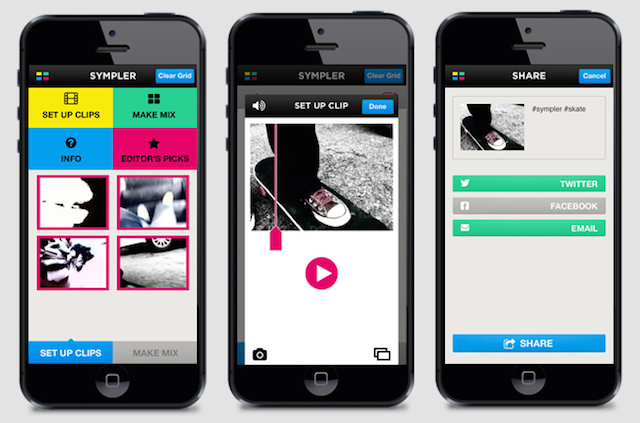 SYMPLER
Clear Grid
SET UP CLIPS
MAKE MIX
INFO
EDITOR'S PICKS
SET UP CLIPS
MAKE MIX
SYMPLER
Clear Grid
SET UP CLIP
Done
SHARE
Cancel
#sympler #skate
TWITTER
FACEBOOK
EMAIL
SHARE